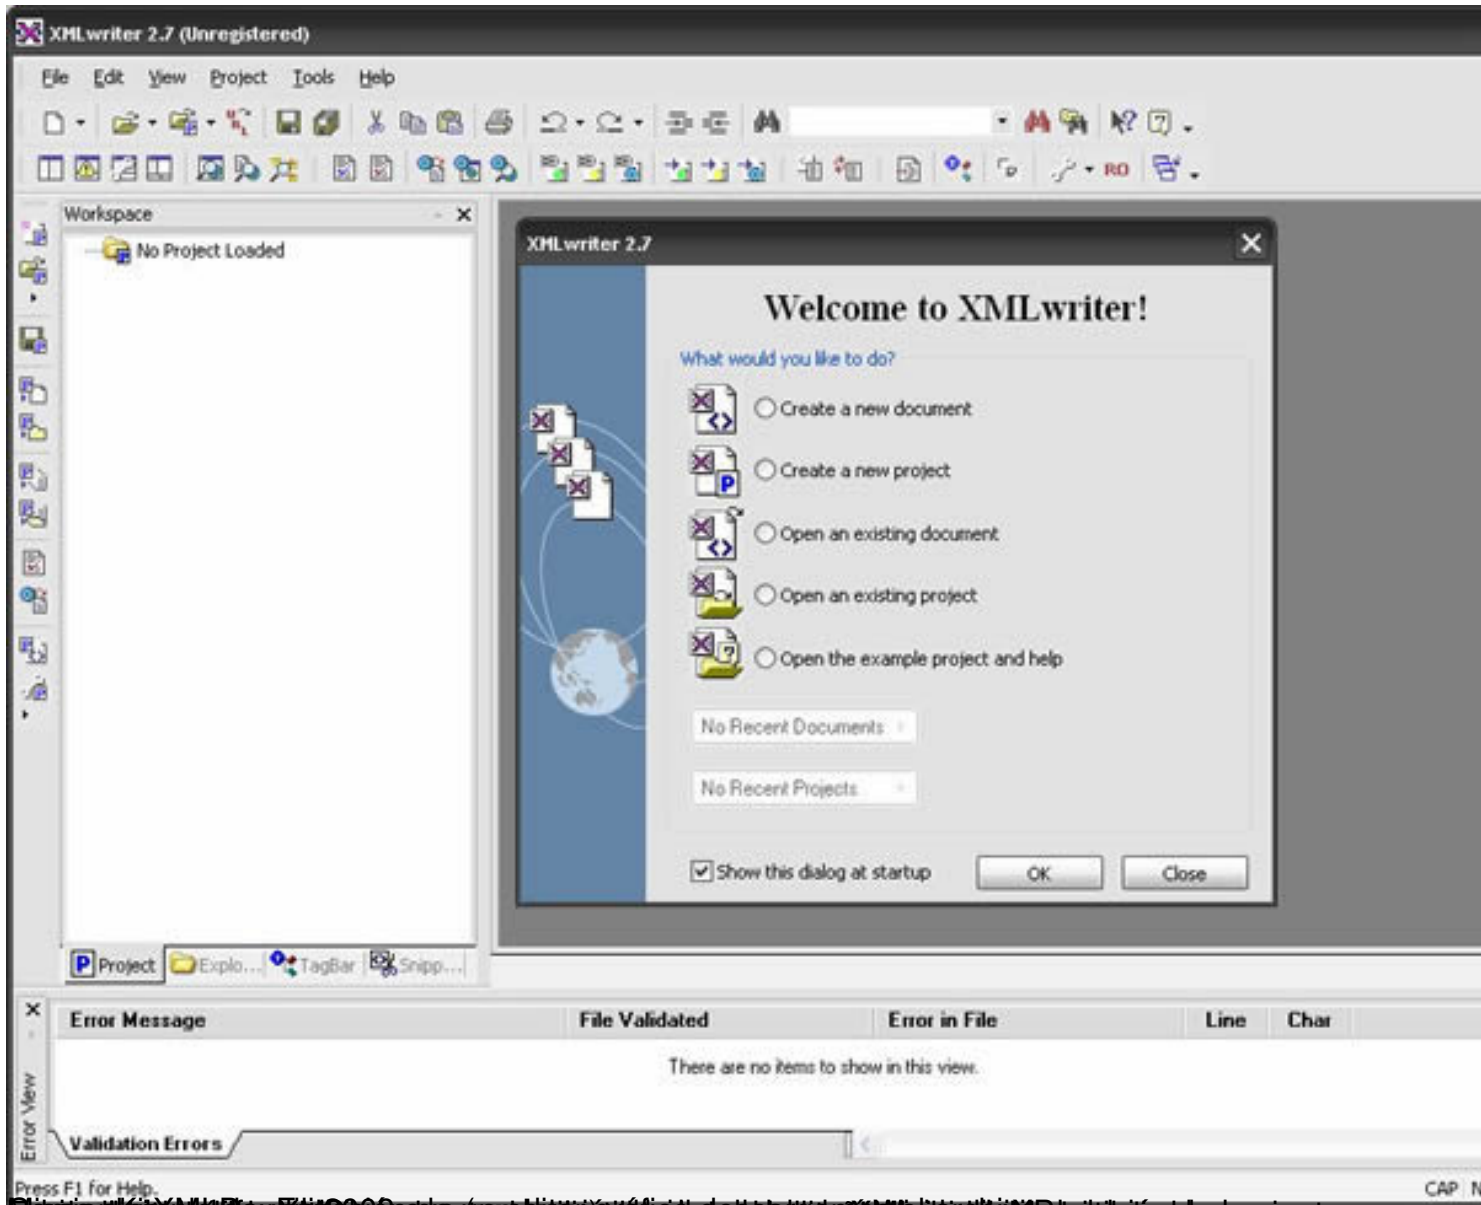 XMLwriter 2.7 (Unregistered)
File Edit View Project Tools Help
RO
Workspace
No Project Loaded
XMLwriter 2.7
Welcome to XMLwriter!
What would you like to do?
Create a new document
Create a new project
Open an existing document
Open an existing project
Open the example project and help
No Recent Documents
No Recent Projects
Show this dialog at startup OK Close
Project Explo... TagBar Snipp...
Error Message File Validated Error in File Line Char
There are no items to show in this view.
Error View
Validation Errors
Press F1 for Help.
CAP N